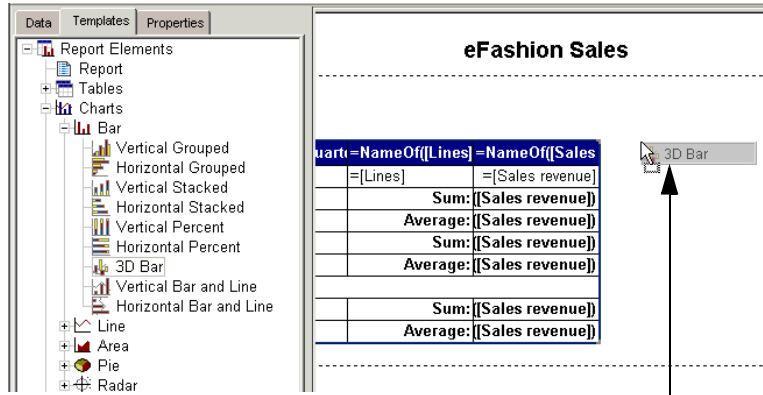 Data Templates Properties
Report Elements
Report
Tables
Charts
Bar
Vertical Grouped
Horizontal Grouped
Vertical Stacked
Horizontal Stacked
Vertical Percent
Horizontal Percent
3D Bar
Vertical Bar and Line
Horizontal Bar and Line
Line
Area
Pie
Radar
eFashion Sales
=NameOf([Lines] =NameOf([Sales
=[Lines] =[Sales revenue]
Sum: ([Sales revenue])
Average: ([Sales revenue])
Sum: ([Sales revenue])
Average: ([Sales revenue])
Sum: ([Sales revenue])
Average: ([Sales revenue])
3D Bar